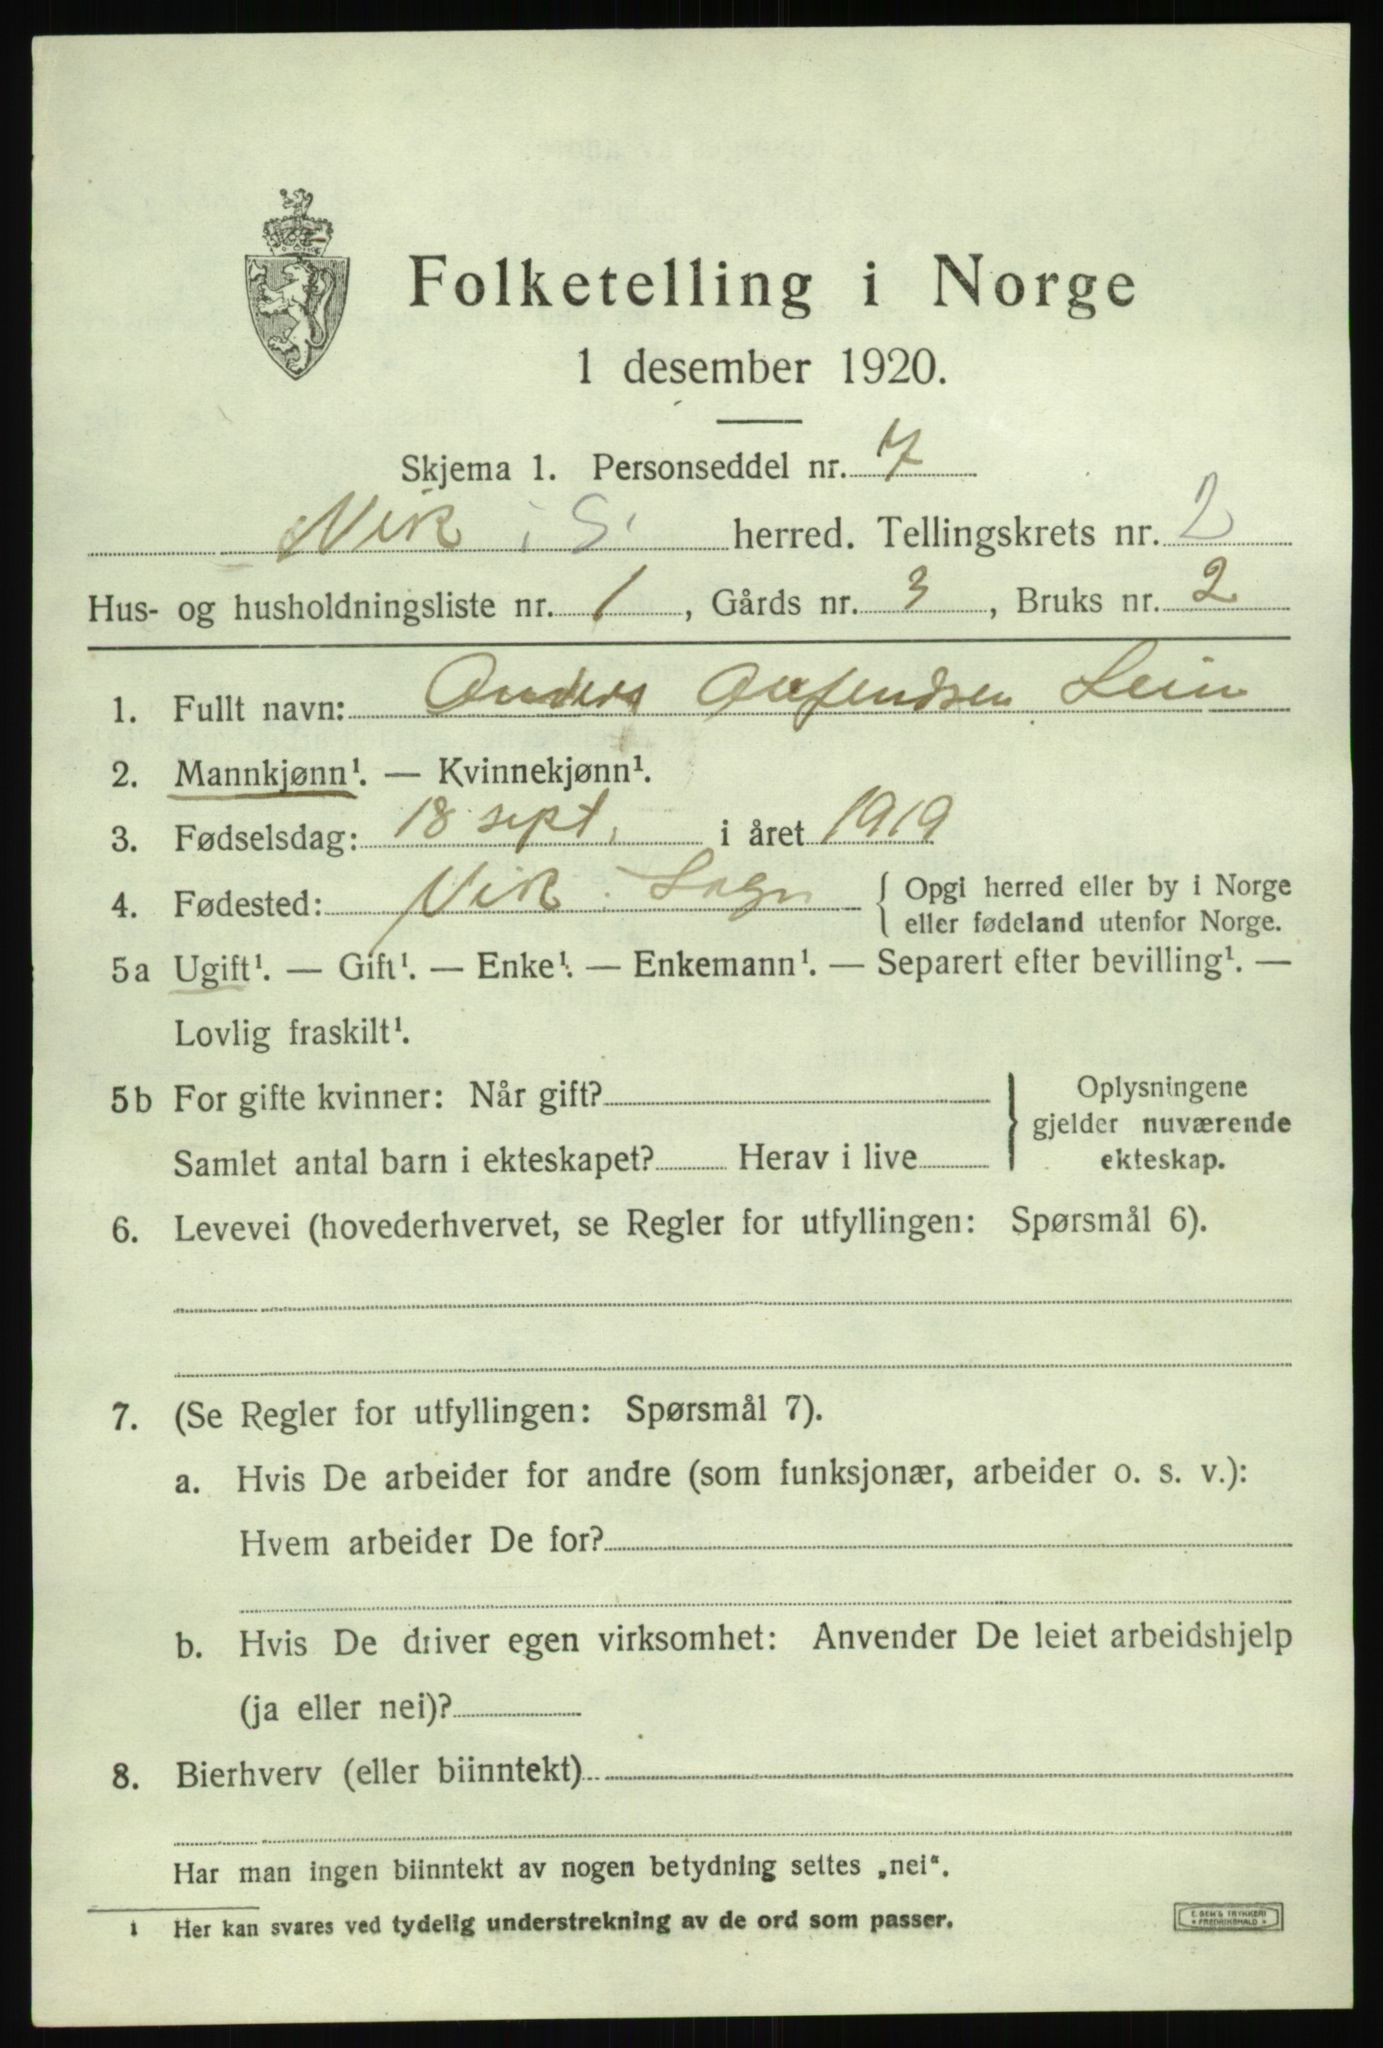 Folketelling i Norge
1 desember 1920.
Skjema 1. Personseddel nr. 7
Vik i S. herred. Tellingskrets nr. 2
Hus- og husholdningsliste nr. 1, Gårds nr. 3, Bruks nr. 2
1. Fullt navn: Anders Lein
2. Mannkjønn¹. — Kvinnekjønn¹.
3. Fødselsdag: 18 sept. i året 1919
4. Fødested: Vik i Sogn { Opgi herred eller by i Norge
eller fødeland utenfor Norge.
5a Ugift¹. — Gift¹. — Enke¹. — Enkemann¹. — Separert efter bevilling¹. —
Lovlig fraskilt¹.
5b For gifte kvinner: Når gift?
Samlet antal barn i ekteskapet? Herav i live
Oplysningene
gjelder nuværende
ekteskap.
6. Levevei (hovederhvervet, se Regler for utfyllingen: Spørsmål 6).
7. (Se Regler for utfyllingen: Spørsmål 7).
a. Hvis De arbeider for andre (som funksjonær, arbeider o. s. v.):
Hvem arbeider De for?
b. Hvis De driver egen virksomhet: Anvender De leiet arbeidshjelp
(ja eller nei)?
8. Bierhverv (eller biinntekt)
Har man ingen biinntekt av nogen betydning settes „nei“.
1 Her kan svares ved tydelig understrekning av de ord som passer.
E. SEM'S TRYKKERI
FREDRIKSHALD